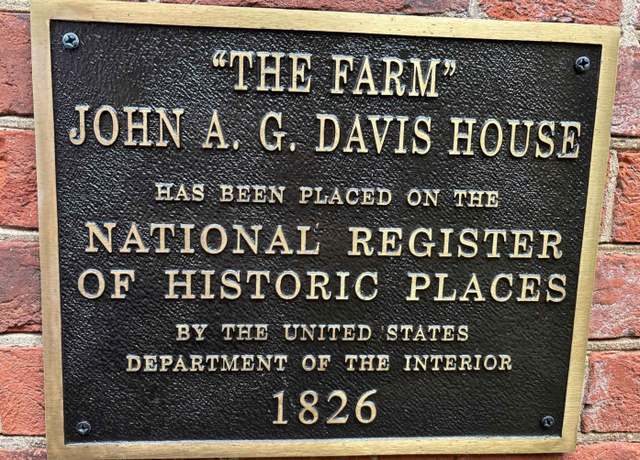 “THE FARM”
JOHN A. G. DAVIS HOUSE
HAS BEEN PLACED ON THE
NATIONAL REGISTER
OF HISTORIC PLACES
BY THE UNITED STATES
DEPARTMENT OF THE INTERIOR
1826